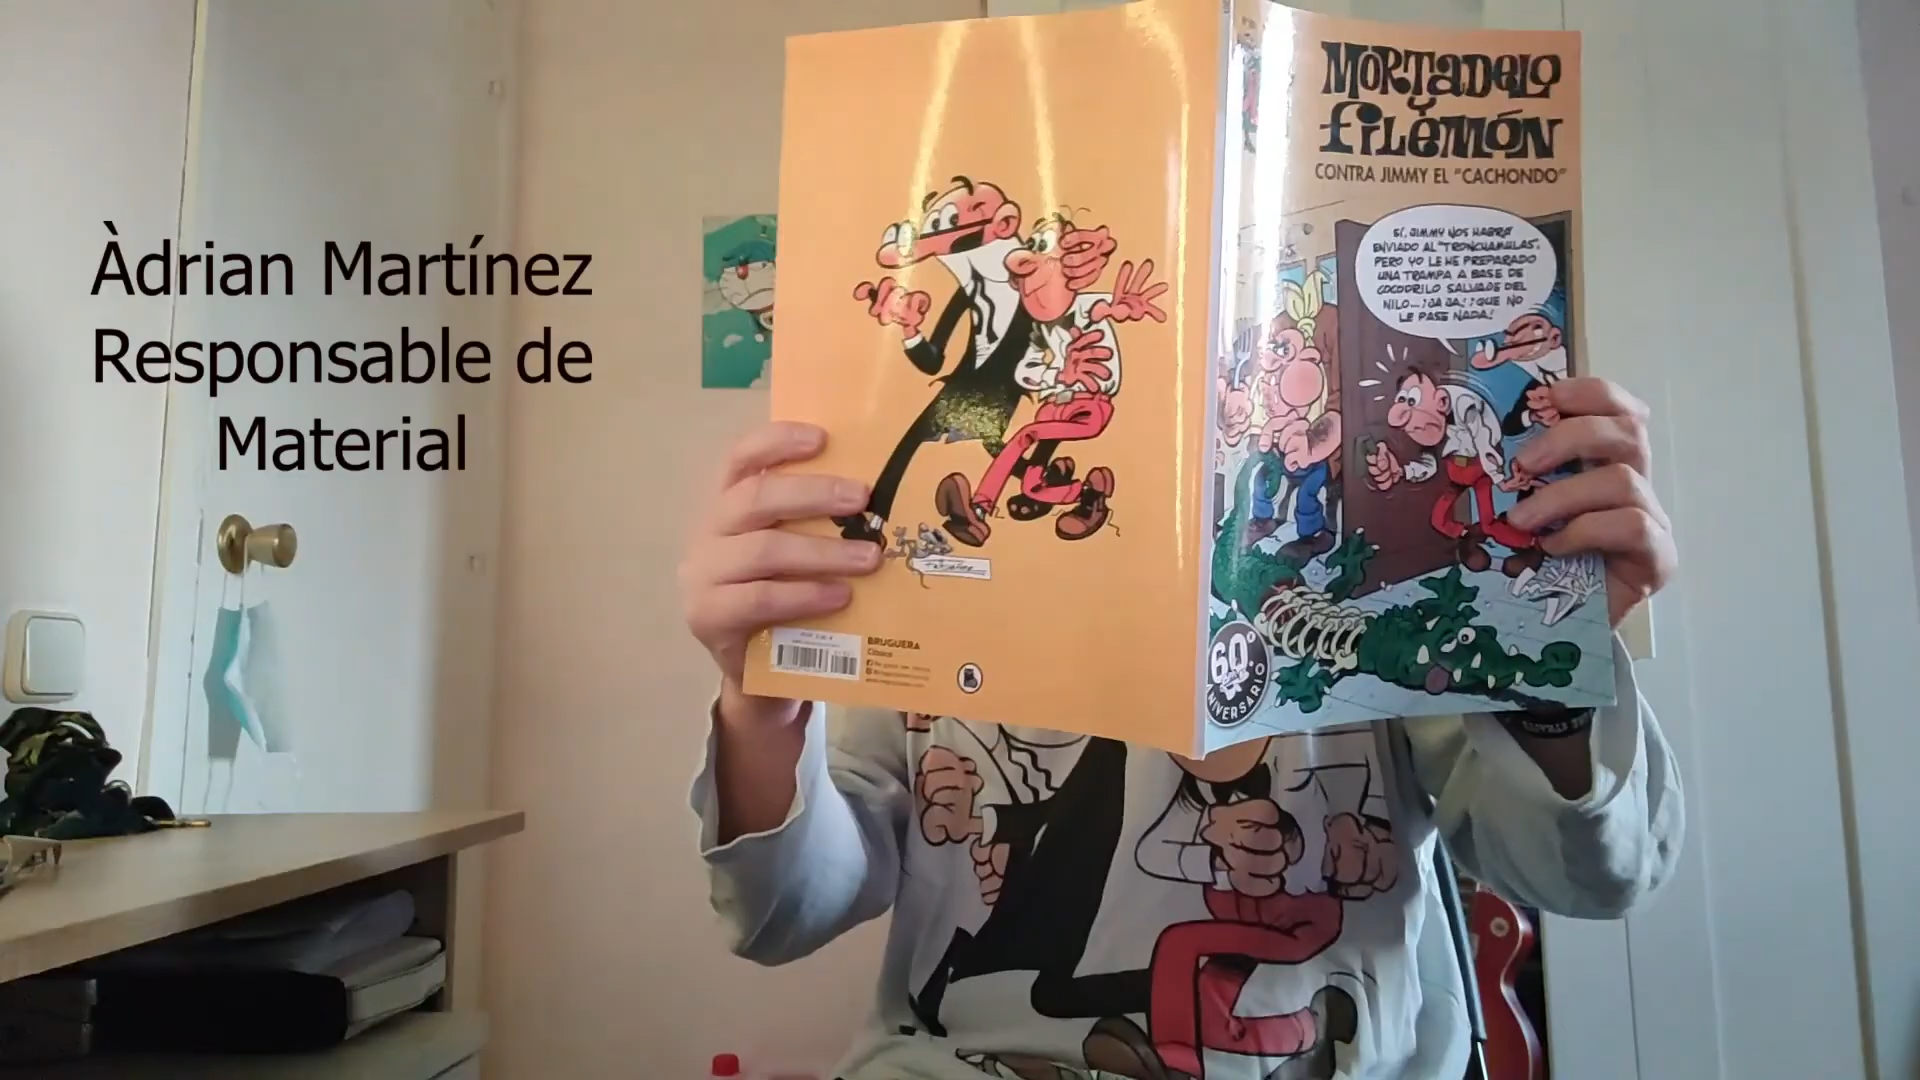 Àdrian Martínez
Responsable de
Material
MORTADELO
Y
FILEMÓN
CONTRA JIMMY EL "CACHONDO"
SÍ, JIMMY NOS HABRÁ
ENVIADO AL "TRONCHAMULAS",
PERO YO LE HE PREPARADO
UNA TRAMPA A BASE DE
COCODRILO SALVAJE DEL
NILO... ¡JA JA! ¡QUE NO
LE PASE NADA!
60º
ANIVERSARIO
BRUGUERA
Clásica